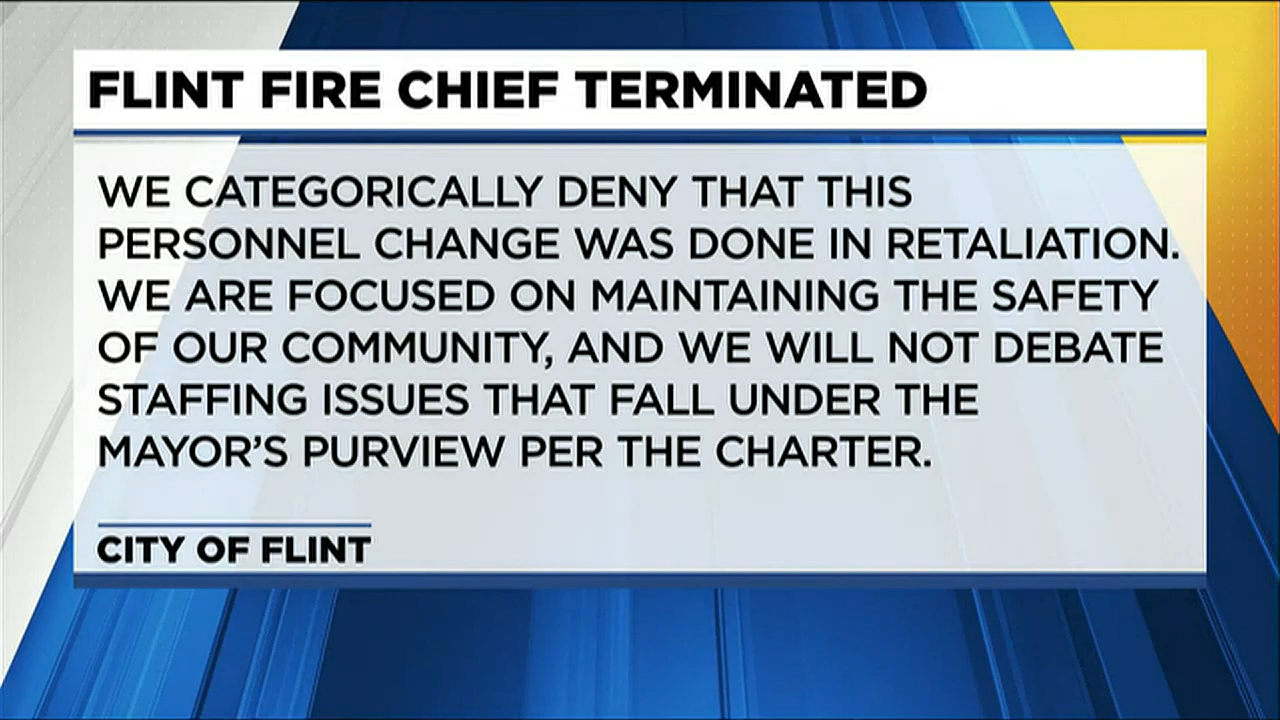 FLINT FIRE CHIEF TERMINATED
WE CATEGORICALLY DENY THAT THIS
PERSONNEL CHANGE WAS DONE IN RETALIATION.
WE ARE FOCUSED ON MAINTAINING THE SAFETY
OF OUR COMMUNITY, AND WE WILL NOT DEBATE
STAFFING ISSUES THAT FALL UNDER THE
MAYOR’S PURVIEW PER THE CHARTER.
CITY OF FLINT